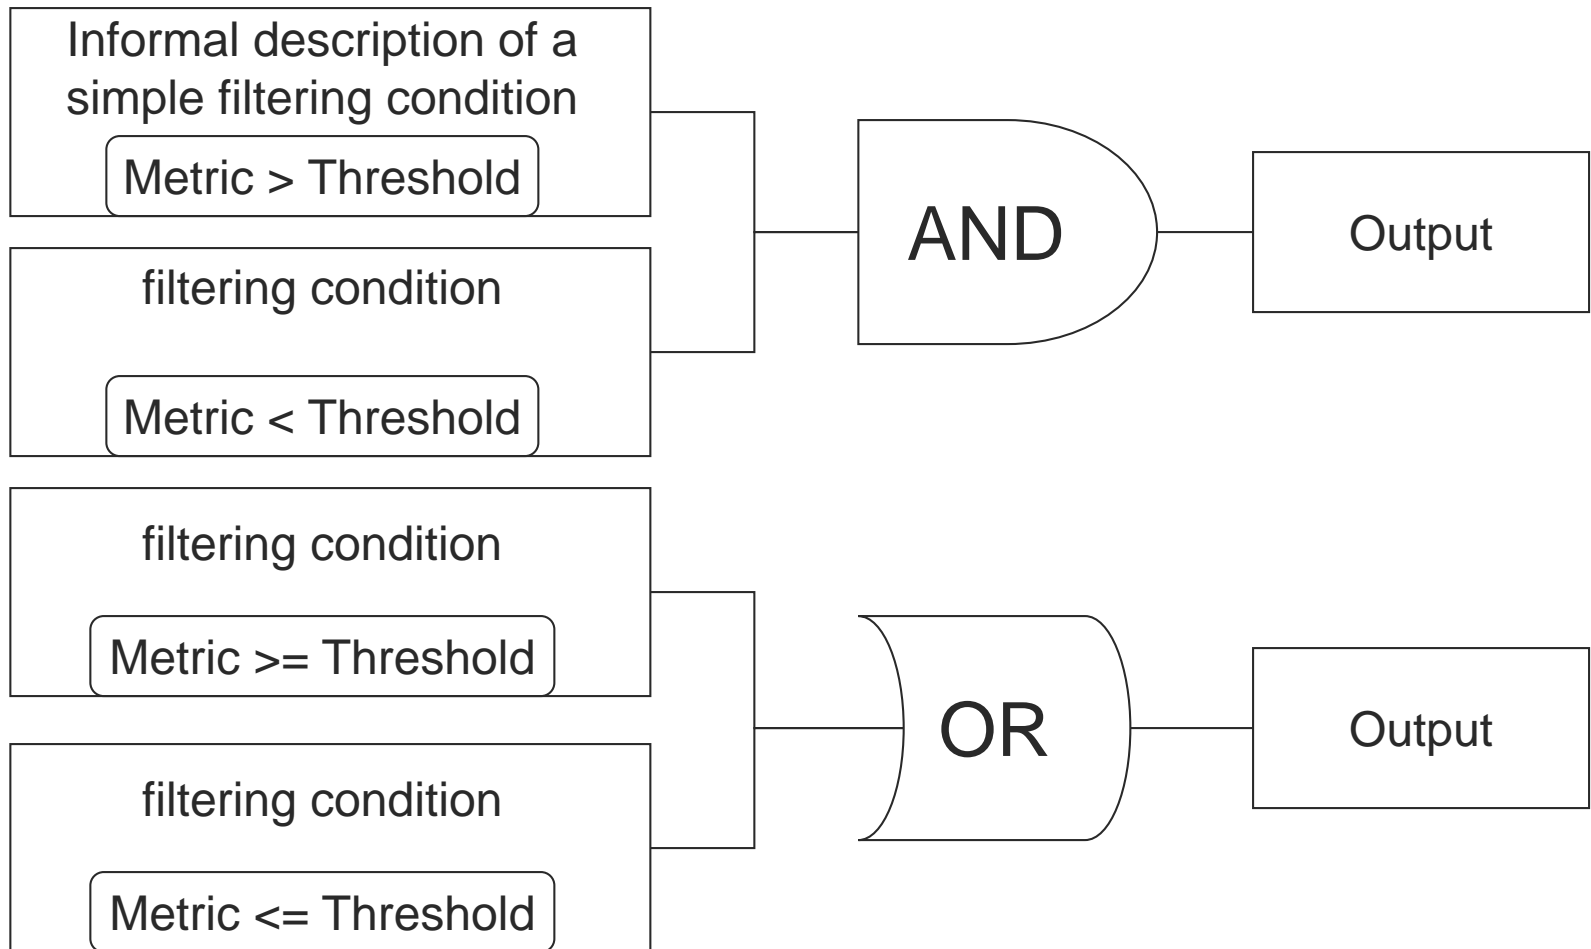 Informal description of a
simple filtering condition
Metric > Threshold
filtering condition
Metric < Threshold
AND
Output
filtering condition
Metric >= Threshold
filtering condition
Metric <= Threshold
OR
Output